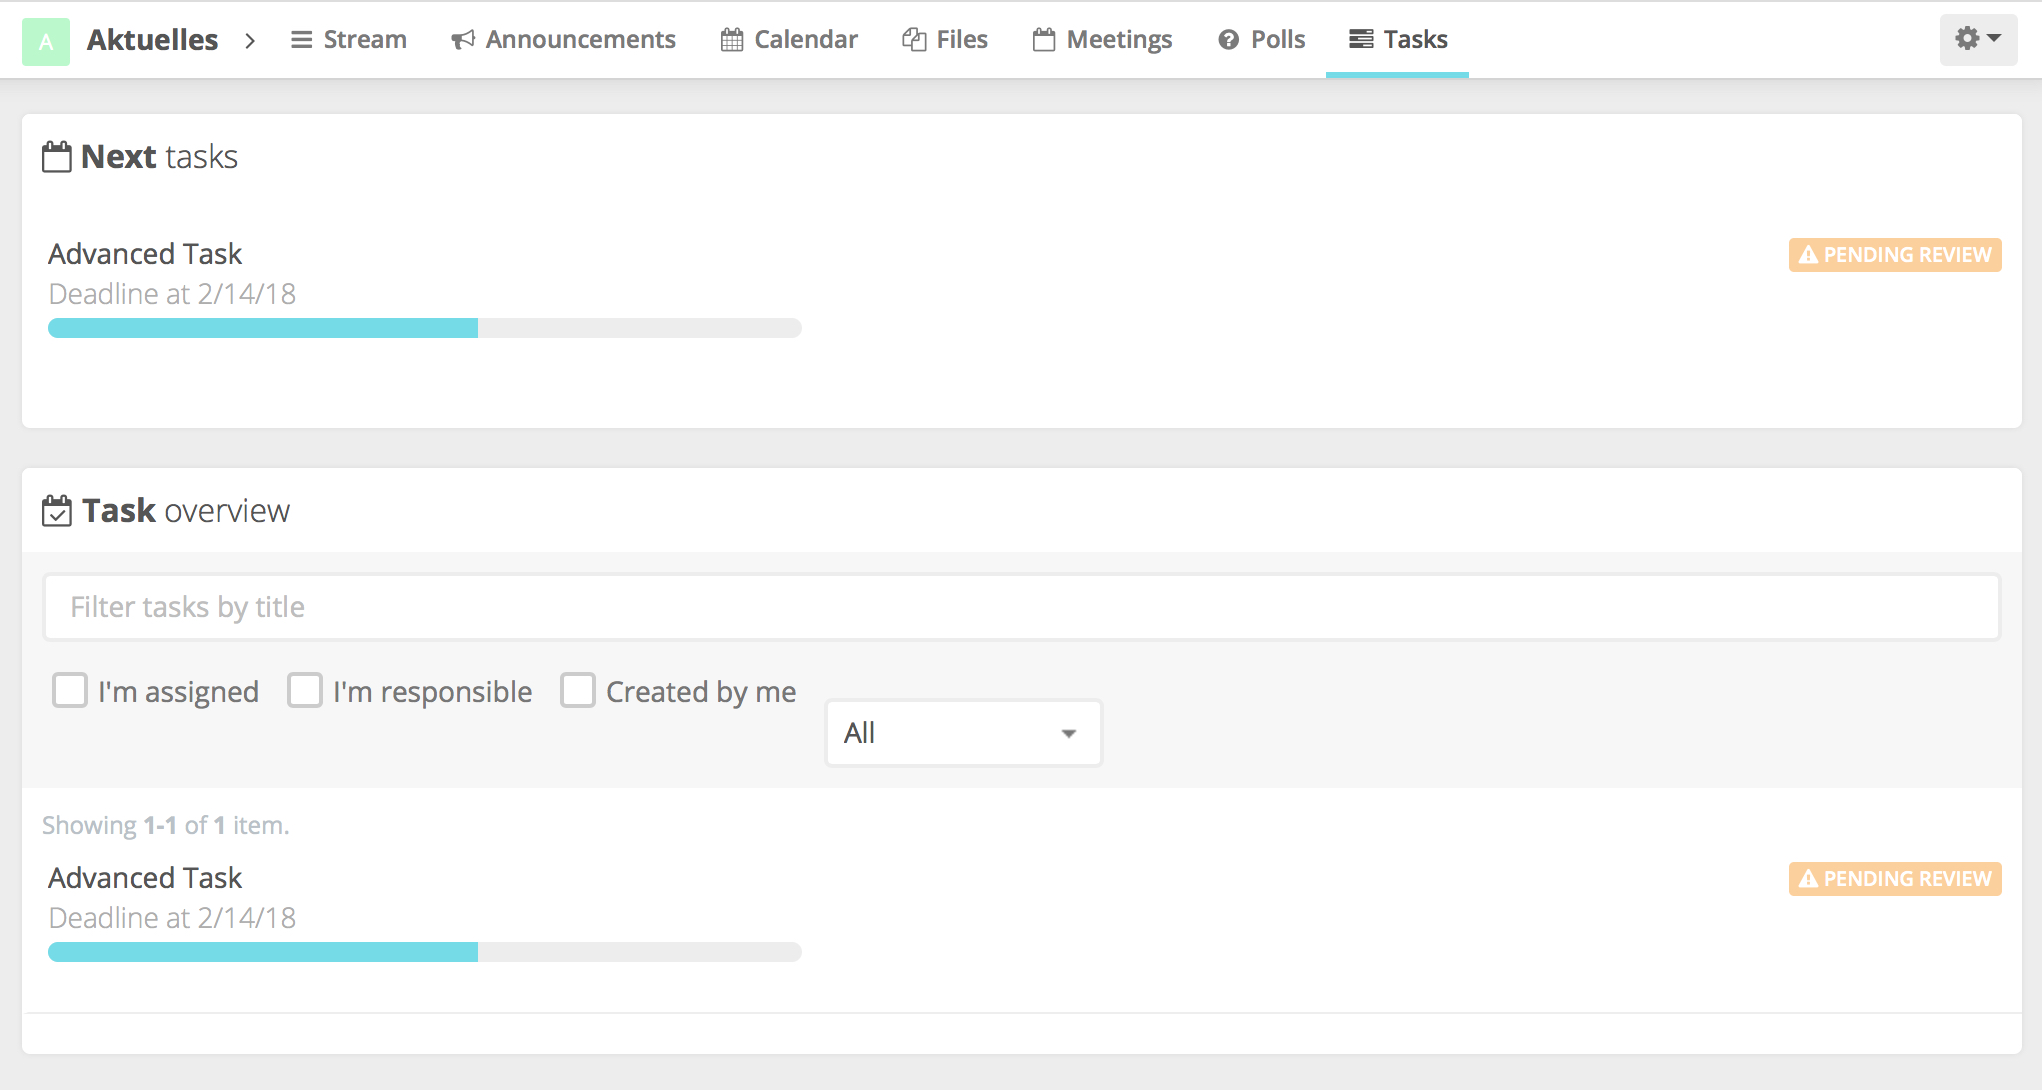 A Aktuelles > Stream Announcements Calendar Files Meetings Polls Tasks
Next tasks
Advanced Task PENDING REVIEW
Deadline at 2/14/18
Task overview
Filter tasks by title
I'm assigned I'm responsible Created by me
All
Showing 1-1 of 1 item.
Advanced Task PENDING REVIEW
Deadline at 2/14/18